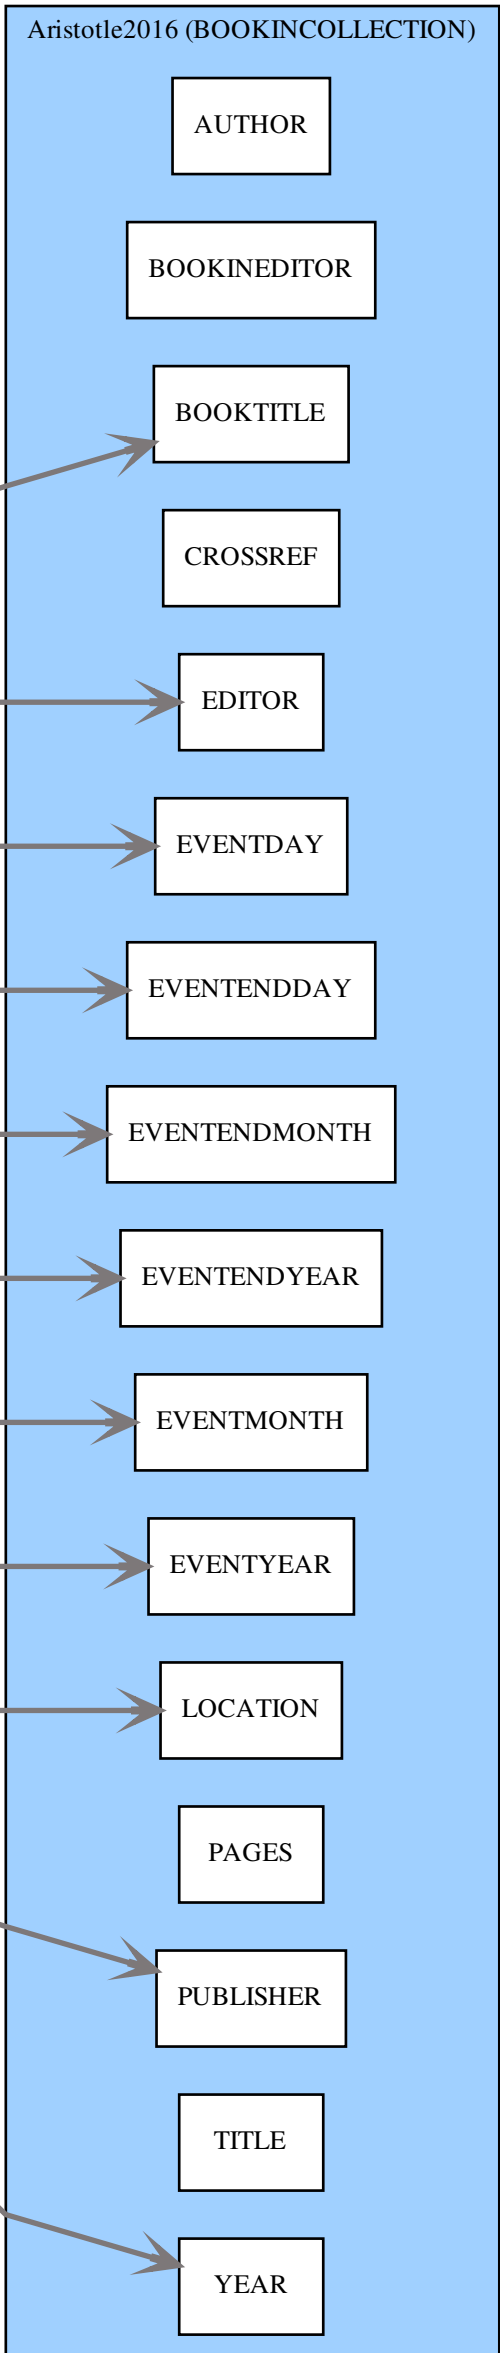 Aristotle2016 (BOOKINCOLLECTION)
AUTHOR
BOOKINEDITOR
BOOKTITLE
CROSSREF
EDITOR
EVENTDAY
EVENTENDDAY
EVENTENDMONTH
EVENTENDYEAR
EVENTMONTH
EVENTYEAR
LOCATION
PAGES
PUBLISHER
TITLE
YEAR